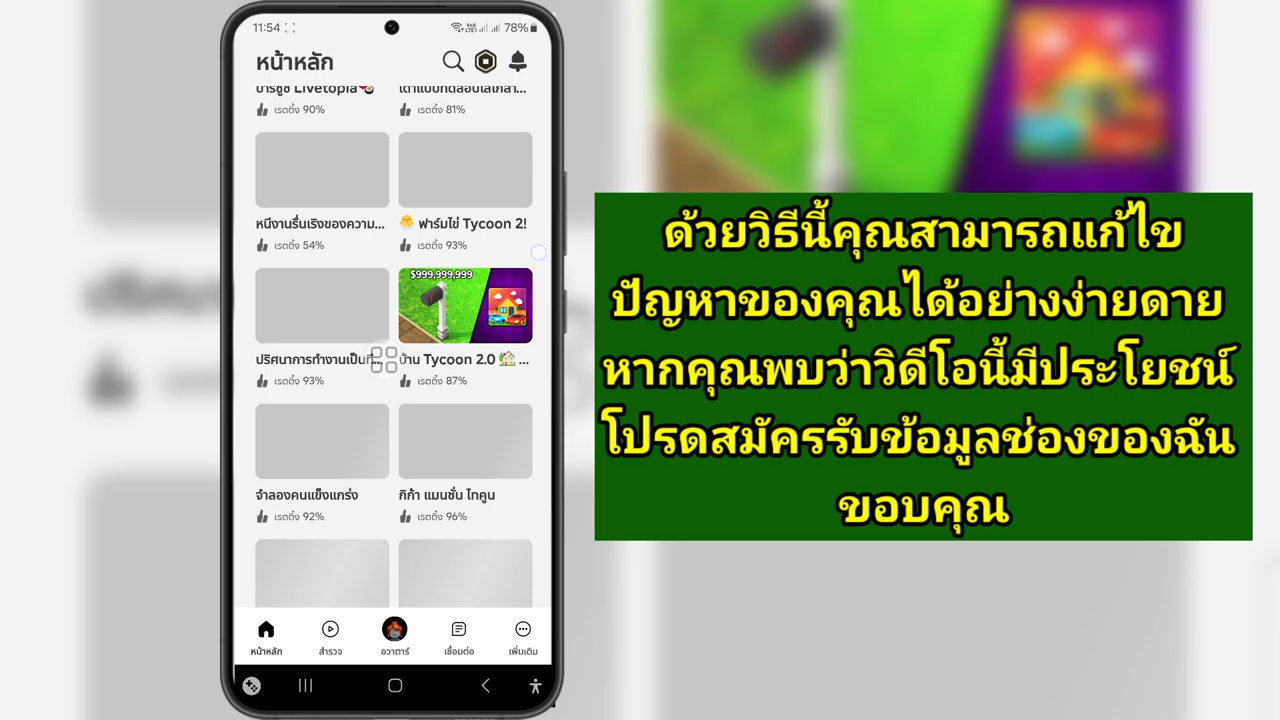 11:54
78%
หน้าหลัก
บาร์ซูชิ Livetopia🍣
เรตติ้ง 90%
เรตติ้ง 81%
หนีงานรื่นเริงของความ...
เรตติ้ง 54%
🐣 ฟาร์มไข่ Tycoon 2!
เรตติ้ง 93%
$999,999,999
ปริศนาการทำงานเป็นที...
เรตติ้ง 93%
บ้าน Tycoon 2.0 🏡 ...
เรตติ้ง 87%
จำลองคนแข็งแกร่ง
เรตติ้ง 92%
กิก้า แมนชั่น ไทคูน
เรตติ้ง 96%
หน้าหลัก
สำรวจ
อวาตาร์
เชื่อมต่อ
เพิ่มเติม
ด้วยวิธีนี้คุณสามารถแก้ไข
ปัญหาของคุณได้อย่างง่ายดาย
หากคุณพบว่าวิดีโอนี้มีประโยชน์
โปรดสมัครรับข้อมูลช่องของฉัน
ขอบคุณ